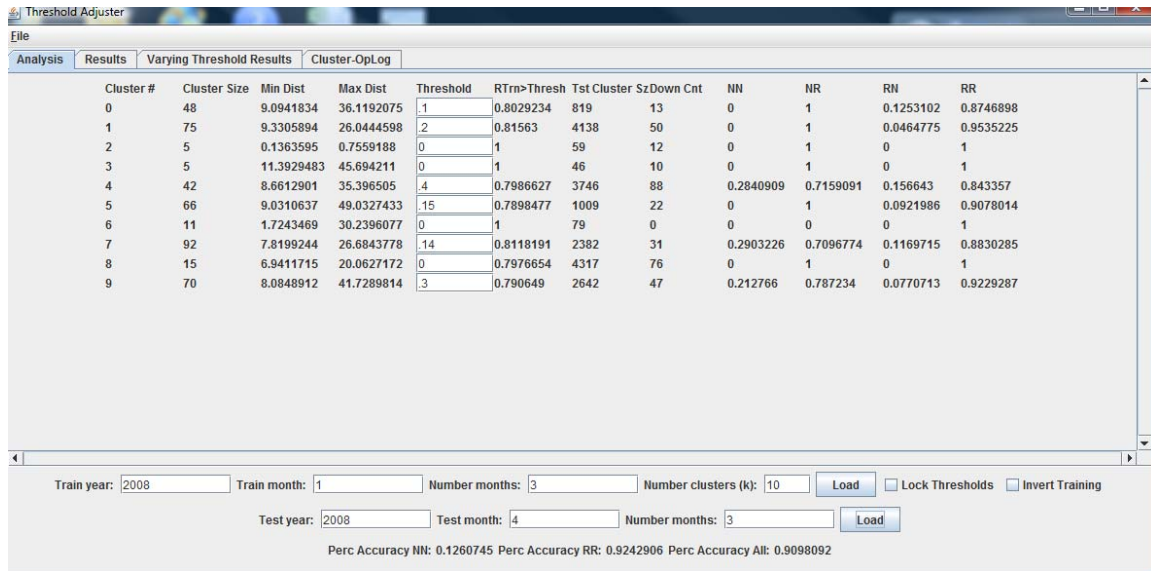 Threshold Adjuster
File
Analysis Results Varying Threshold Results Cluster-OpLog
Cluster # Cluster Size Min Dist Max Dist Threshold RTrn>Thresh Tst Cluster Sz Down Cnt NN NR RN RR
0 48 9.0941834 36.1192075 .1 0.8029234 819 13 0 1 0.1253102 0.8746898
1 75 9.3305894 26.0444598 .2 0.81563 4138 50 0 1 0.0464775 0.9535225
2 5 0.1363595 0.7559188 0 1 59 12 0 1 0 1
3 5 11.3929483 45.694211 0 1 46 10 0 1 0 1
4 42 8.6612901 35.396505 .4 0.7986627 3746 88 0.2840909 0.7159091 0.156643 0.843357
5 66 9.0310637 49.0327433 .15 0.7898477 1009 22 0 1 0.0921986 0.9078014
6 11 1.7243469 30.2396077 0 1 79 0 0 0 0 1
7 92 7.8199244 26.6843778 .14 0.8118191 2382 31 0.2903226 0.7096774 0.1169715 0.8830285
8 15 6.9411715 20.0627172 0 0.7976654 4317 76 0 1 0 1
9 70 8.0848912 41.7289814 .3 0.790649 2642 47 0.212766 0.787234 0.0770713 0.9229287
Train year: 2008 Train month: 1 Number months: 3 Number clusters (k): 10 Load Lock Thresholds Invert Training
Test year: 2008 Test month: 4 Number months: 3 Load
Perc Accuracy NN: 0.1260745 Perc Accuracy RR: 0.9242906 Perc Accuracy All: 0.9098092